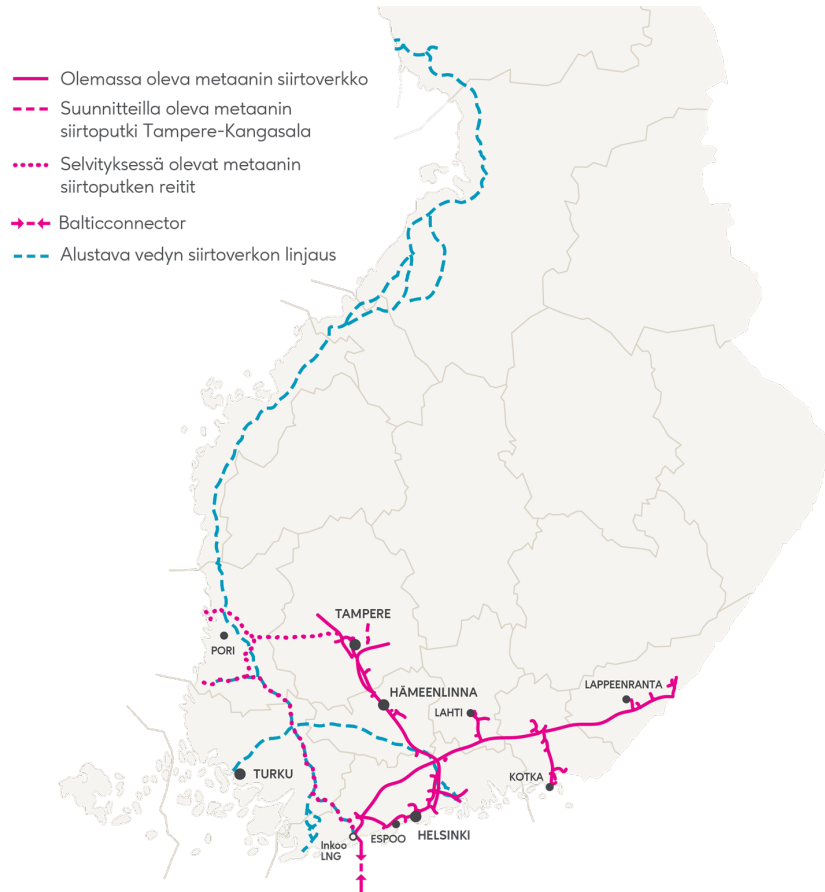 Olemassa oleva metaanin siirtoverkko
Suunnitteilla oleva metaanin
siirtoputki Tampere-Kangasala
Selvityksessä olevat metaanin
siirtoputken reitit
Balticconnector
Alustava vedyn siirtoverkon linjaus
TAMPERE
PORI
HÄMEENLINNA
LAHTI
LAPPEENRANTA
TURKU
KOTKA
Inkoo
LNG
ESPOO
HELSINKI